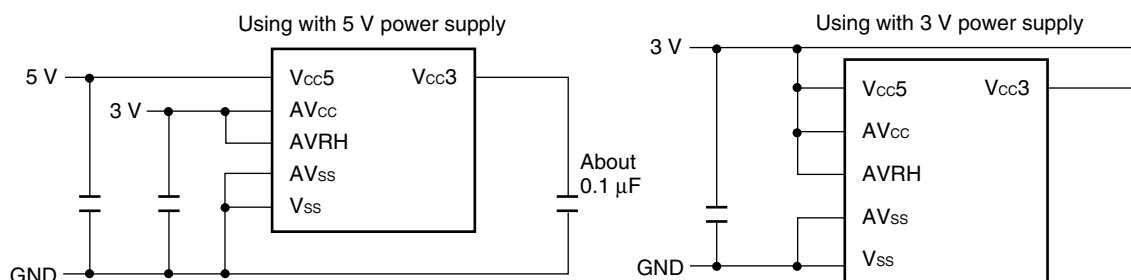 Using with 5 V power supply
5 V
3 V
VCC5
VCC3
AVCC
AVRH
AVSS
VSS
About
0.1 μF
GND
Using with 3 V power supply
3 V
VCC5
VCC3
AVCC
AVRH
AVSS
VSS
GND